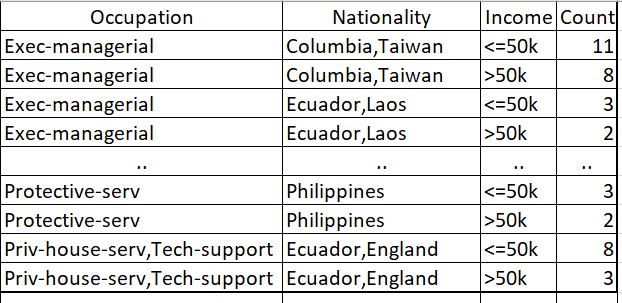 Occupation Nationality Income Count
Exec-managerial Columbia,Taiwan <=50k 11
Exec-managerial Columbia,Taiwan >50k 8
Exec-managerial Ecuador,Laos <=50k 3
Exec-managerial Ecuador,Laos >50k 2
.. .. .. ..
Protective-serv Philippines <=50k 3
Protective-serv Philippines >50k 2
Priv-house-serv,Tech-support Ecuador,England <=50k 8
Priv-house-serv,Tech-support Ecuador,England >50k 3